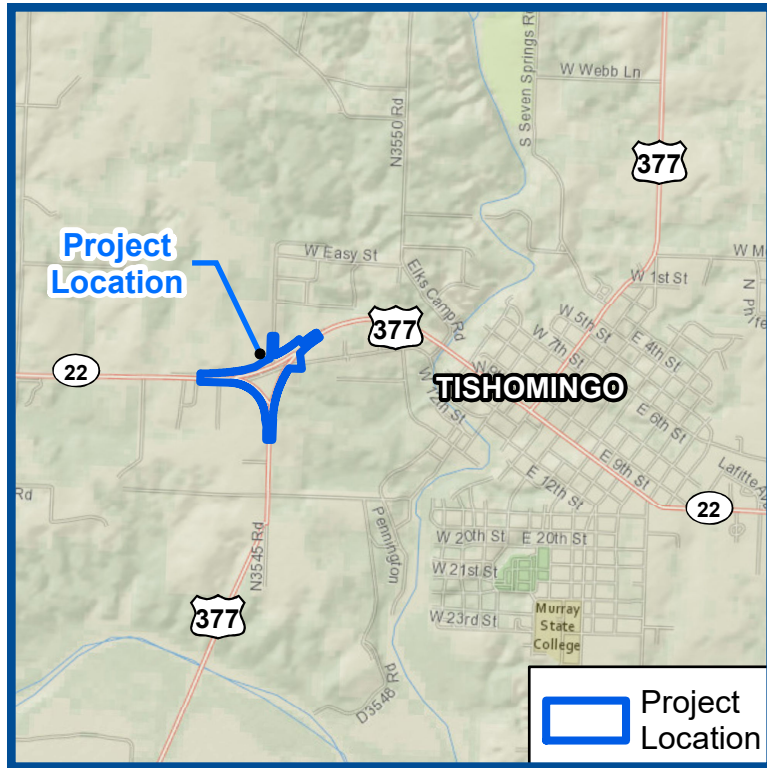 S Seven Springs Rd
W Webb Ln
N3550 Rd
377
Project
Location
W Easy St
Elks Camp Rd
W 1st St
377
W 5th St
E 4th St
W 7th St
22
TISHOMINGO
W 12th St
E 6th St
E 9th St
E 12th St
22
Rd
N3545 Rd
Pennington
W 20th St
E 20th St
W 21st St
377
W 23rd St
Murray
State
College
D3548 Rd
Project
Location